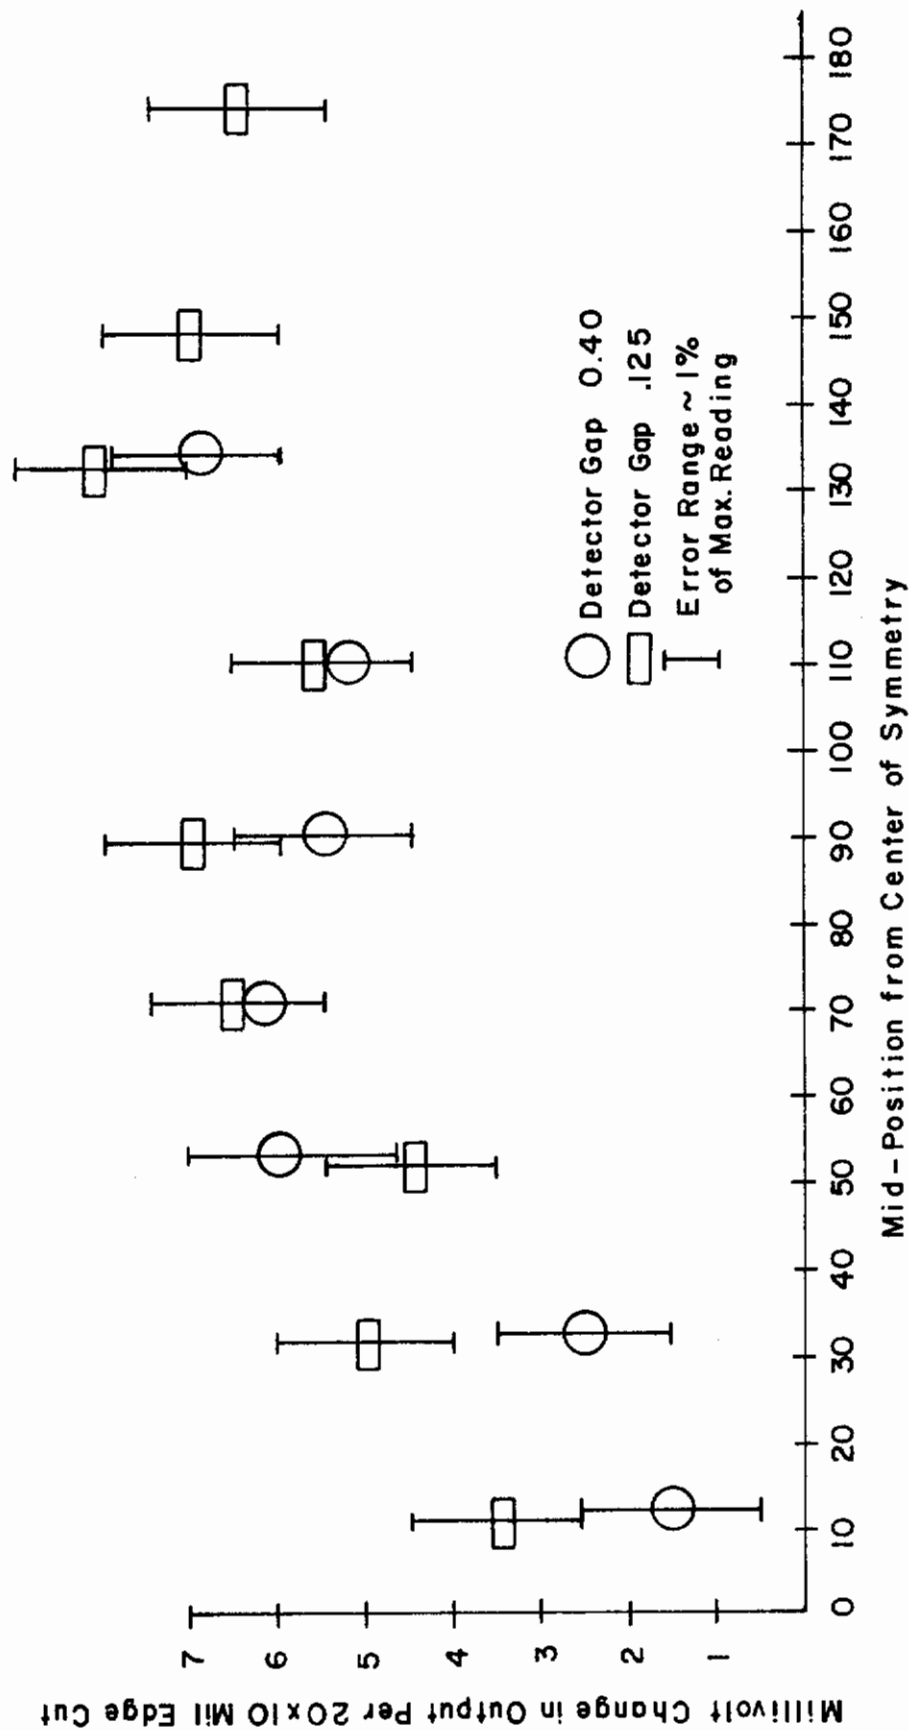 Millivolt Change in Output Per 20x10 Mil Edge Cut
7
6
5
4
3
2
1
0 10 20 30 40 50 60 70 80 90 100 110 120 130 140 150 160 170 180
Mid-Position from Center of Symmetry
Detector Gap 0.40
Detector Gap .125
Error Range ~ 1%
of Max. Reading